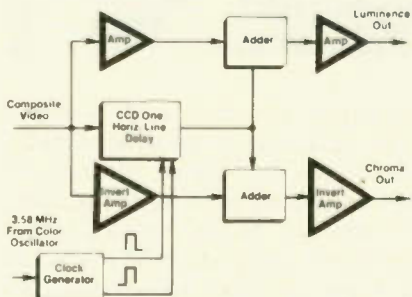 Luminance
Out
Amp
Adder
Amp
Composite
Video
CCD One
Horiz. Line
Delay
Chroma
Out
Invert
Amp
Adder
Invert
Amp
3.58 MHz
From Color
Oscillator
Clock
Generator